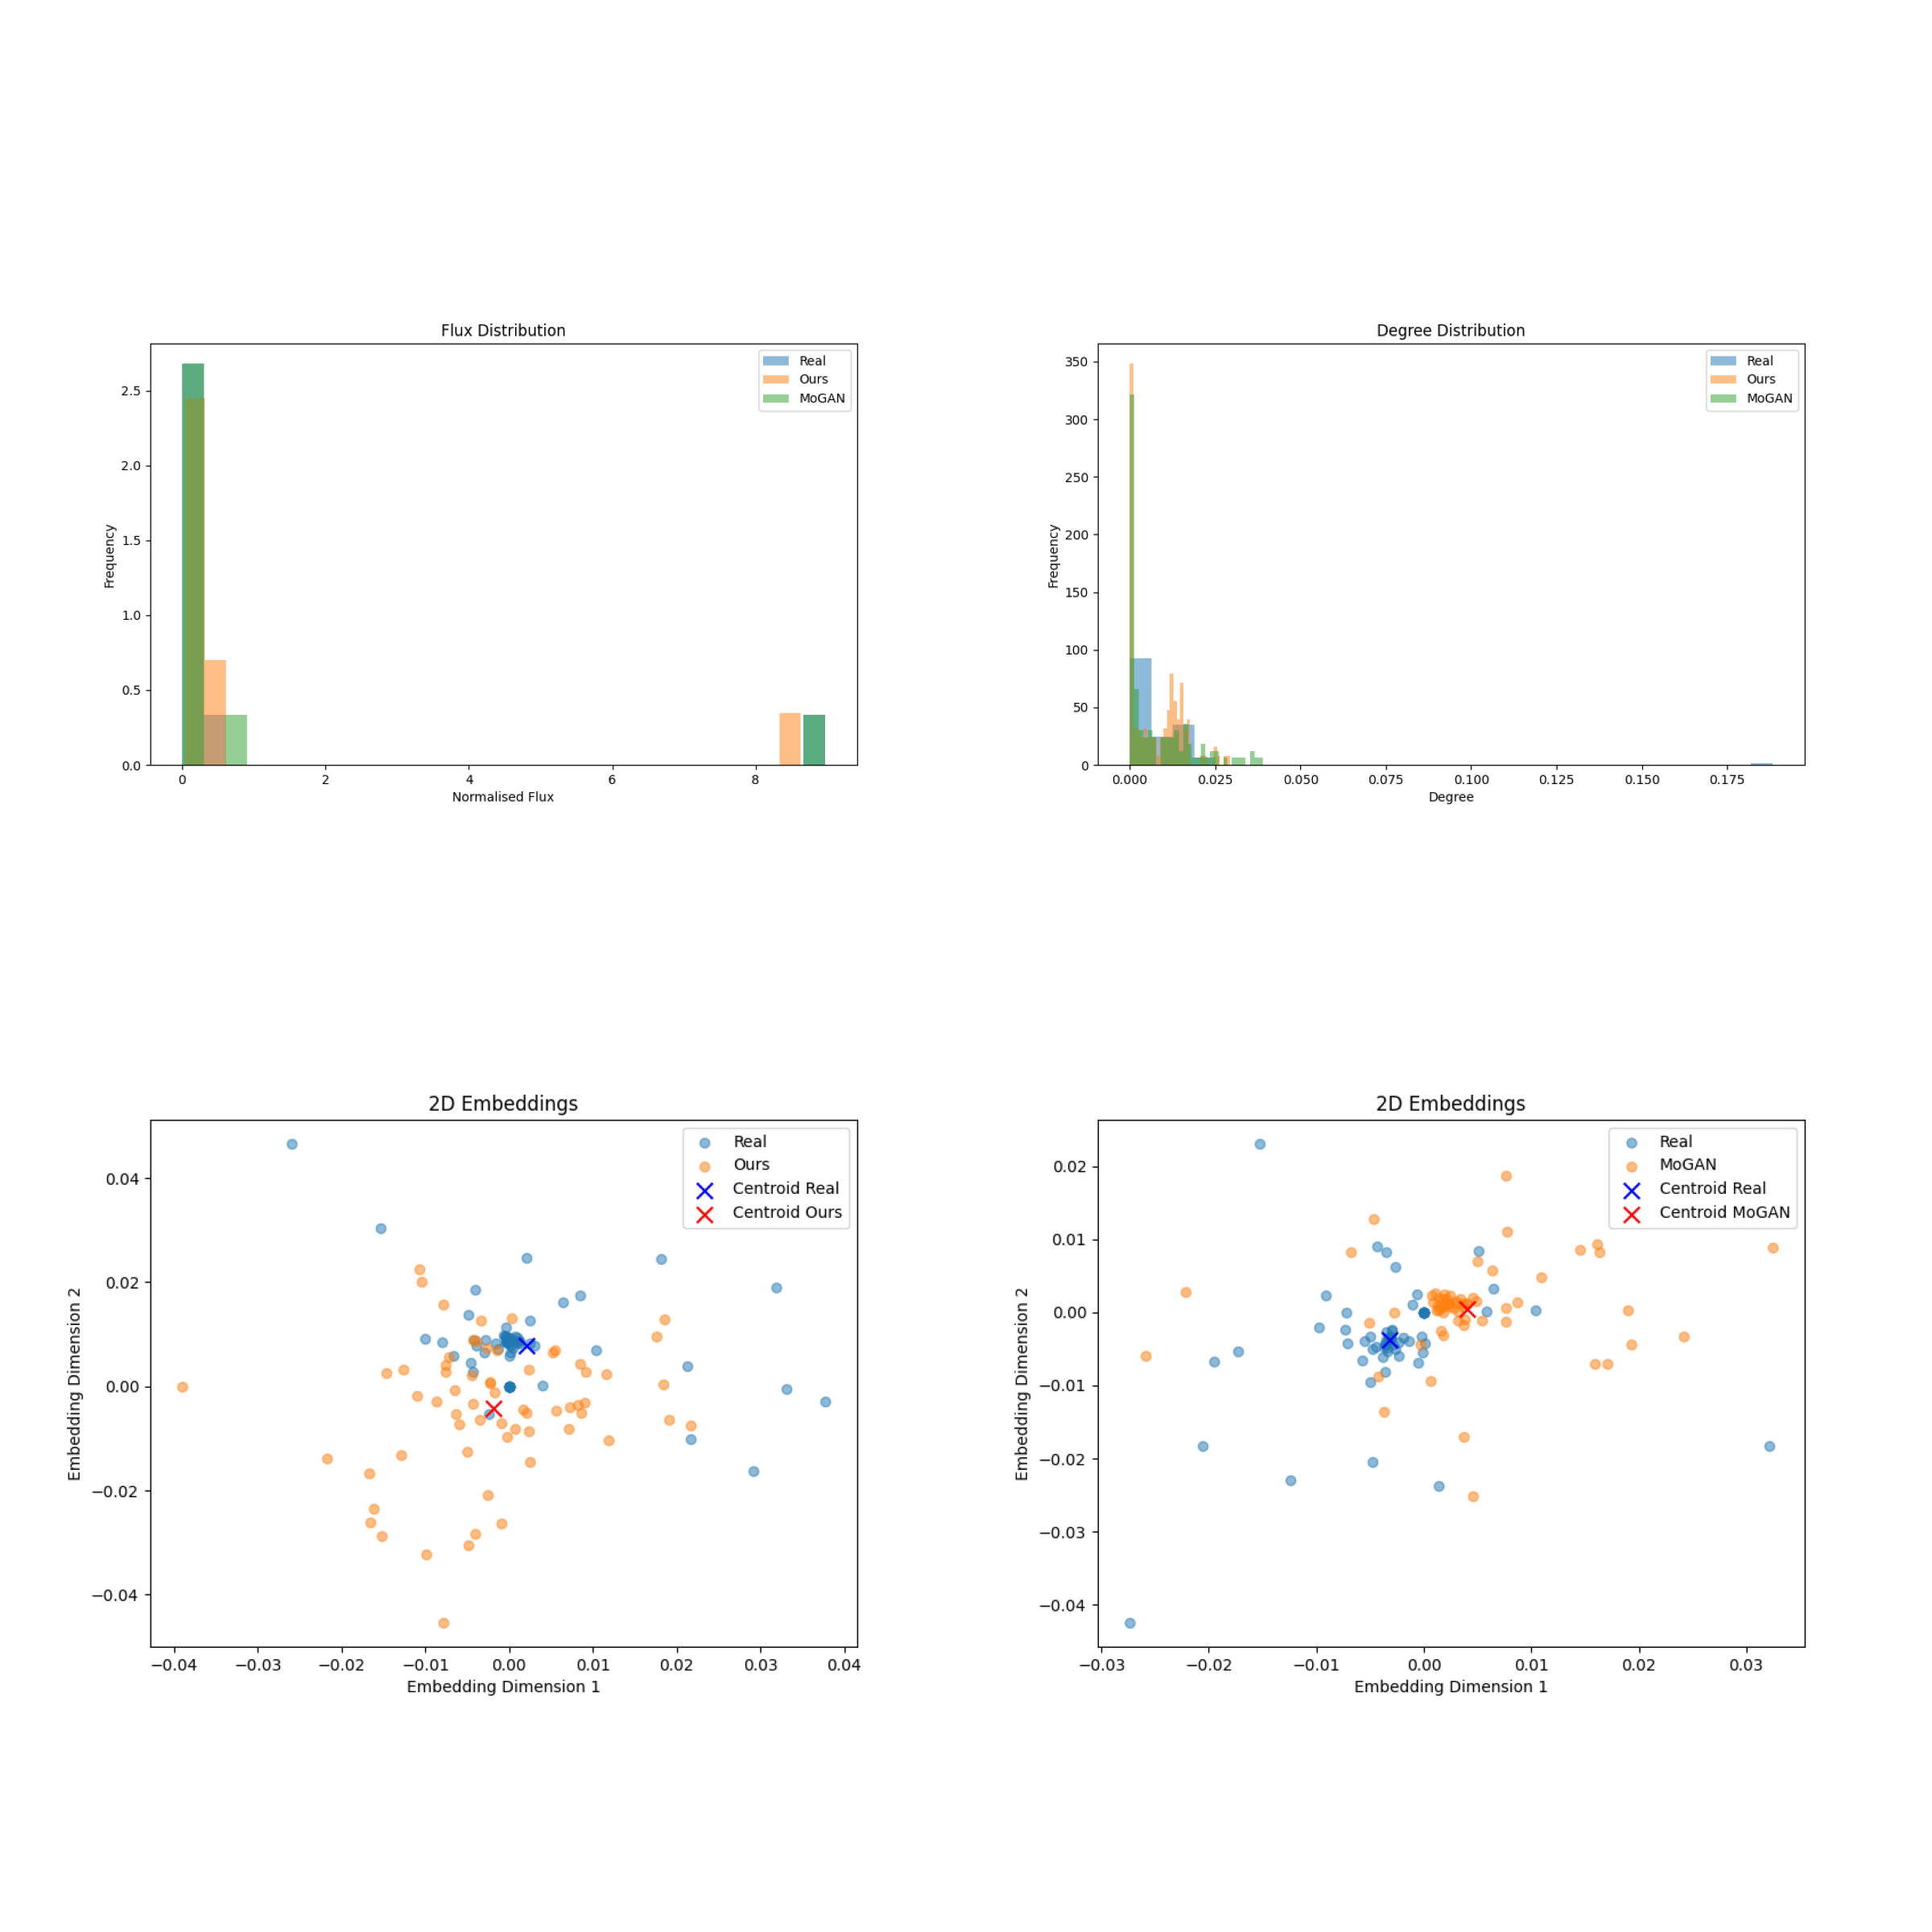 Flux Distribution
Real
Ours
MoGAN
2.5
2.0
1.5
1.0
0.5
0.0
Frequency
0
2
4
6
8
Normalised Flux
Degree Distribution
Real
Ours
MoGAN
350
300
250
200
150
100
50
0
Frequency
0.000
0.025
0.050
0.075
0.100
0.125
0.150
0.175
Degree
2D Embeddings
Real
Ours
Centroid Real
Centroid Ours
0.04
0.02
0.00
−0.02
−0.04
Embedding Dimension 2
−0.04
−0.03
−0.02
−0.01
0.00
0.01
0.02
0.03
0.04
Embedding Dimension 1
2D Embeddings
Real
MoGAN
Centroid Real
Centroid MoGAN
0.02
0.01
0.00
−0.01
−0.02
−0.03
−0.04
Embedding Dimension 2
−0.03
−0.02
−0.01
0.00
0.01
0.02
0.03
Embedding Dimension 1